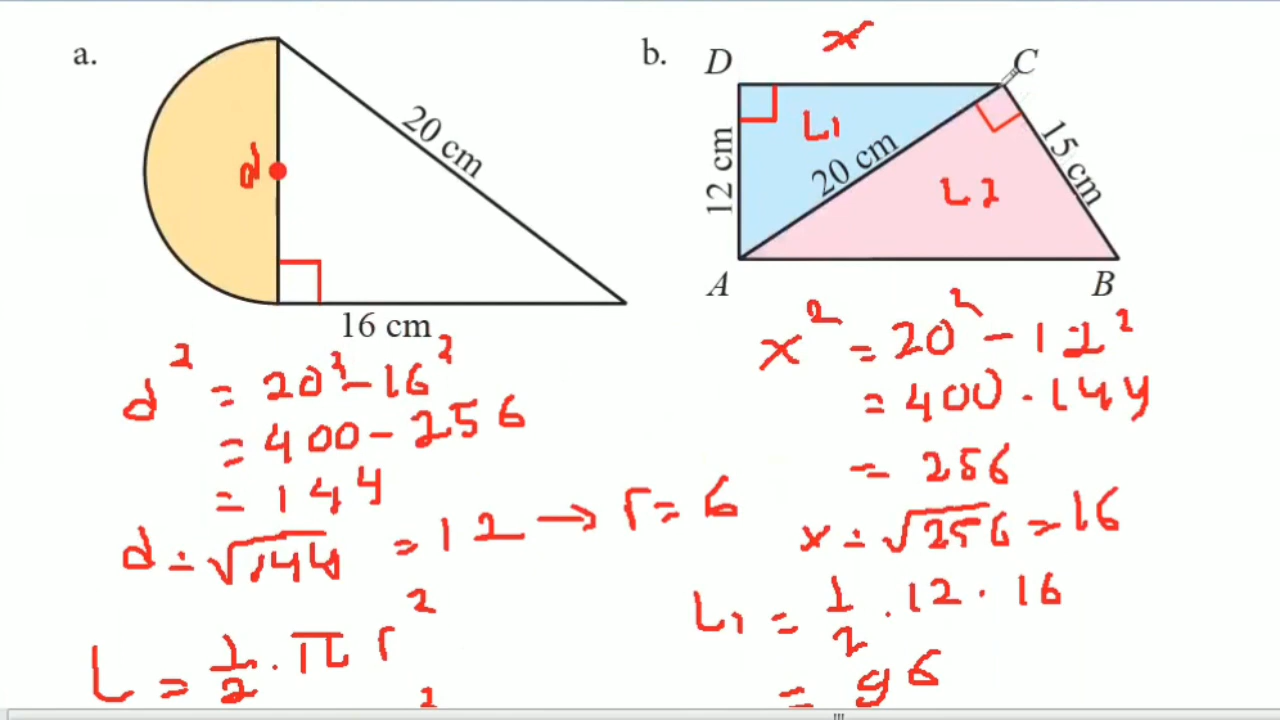 a.
d
20 cm
16 cm
d² = 20² - 16²
= 400 - 256
= 144
d = √144 = 12 → r = 6
L = 1/2 . π r²
2
b.
x
D
C
L1
12 cm
20 cm
15 cm
L2
A
B
x² = 20² - 12²
= 400 - 144
= 256
x = √256 = 16
L1 = 1/2 . 12 . 16
= 96